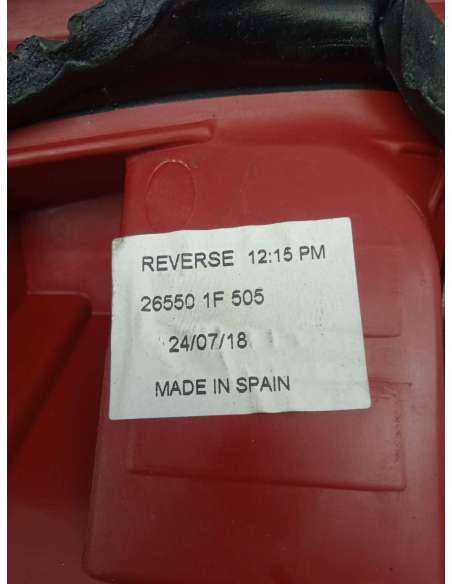 REVERSE 12:15 PM
26550 1F 505
24/07/18
MADE IN SPAIN